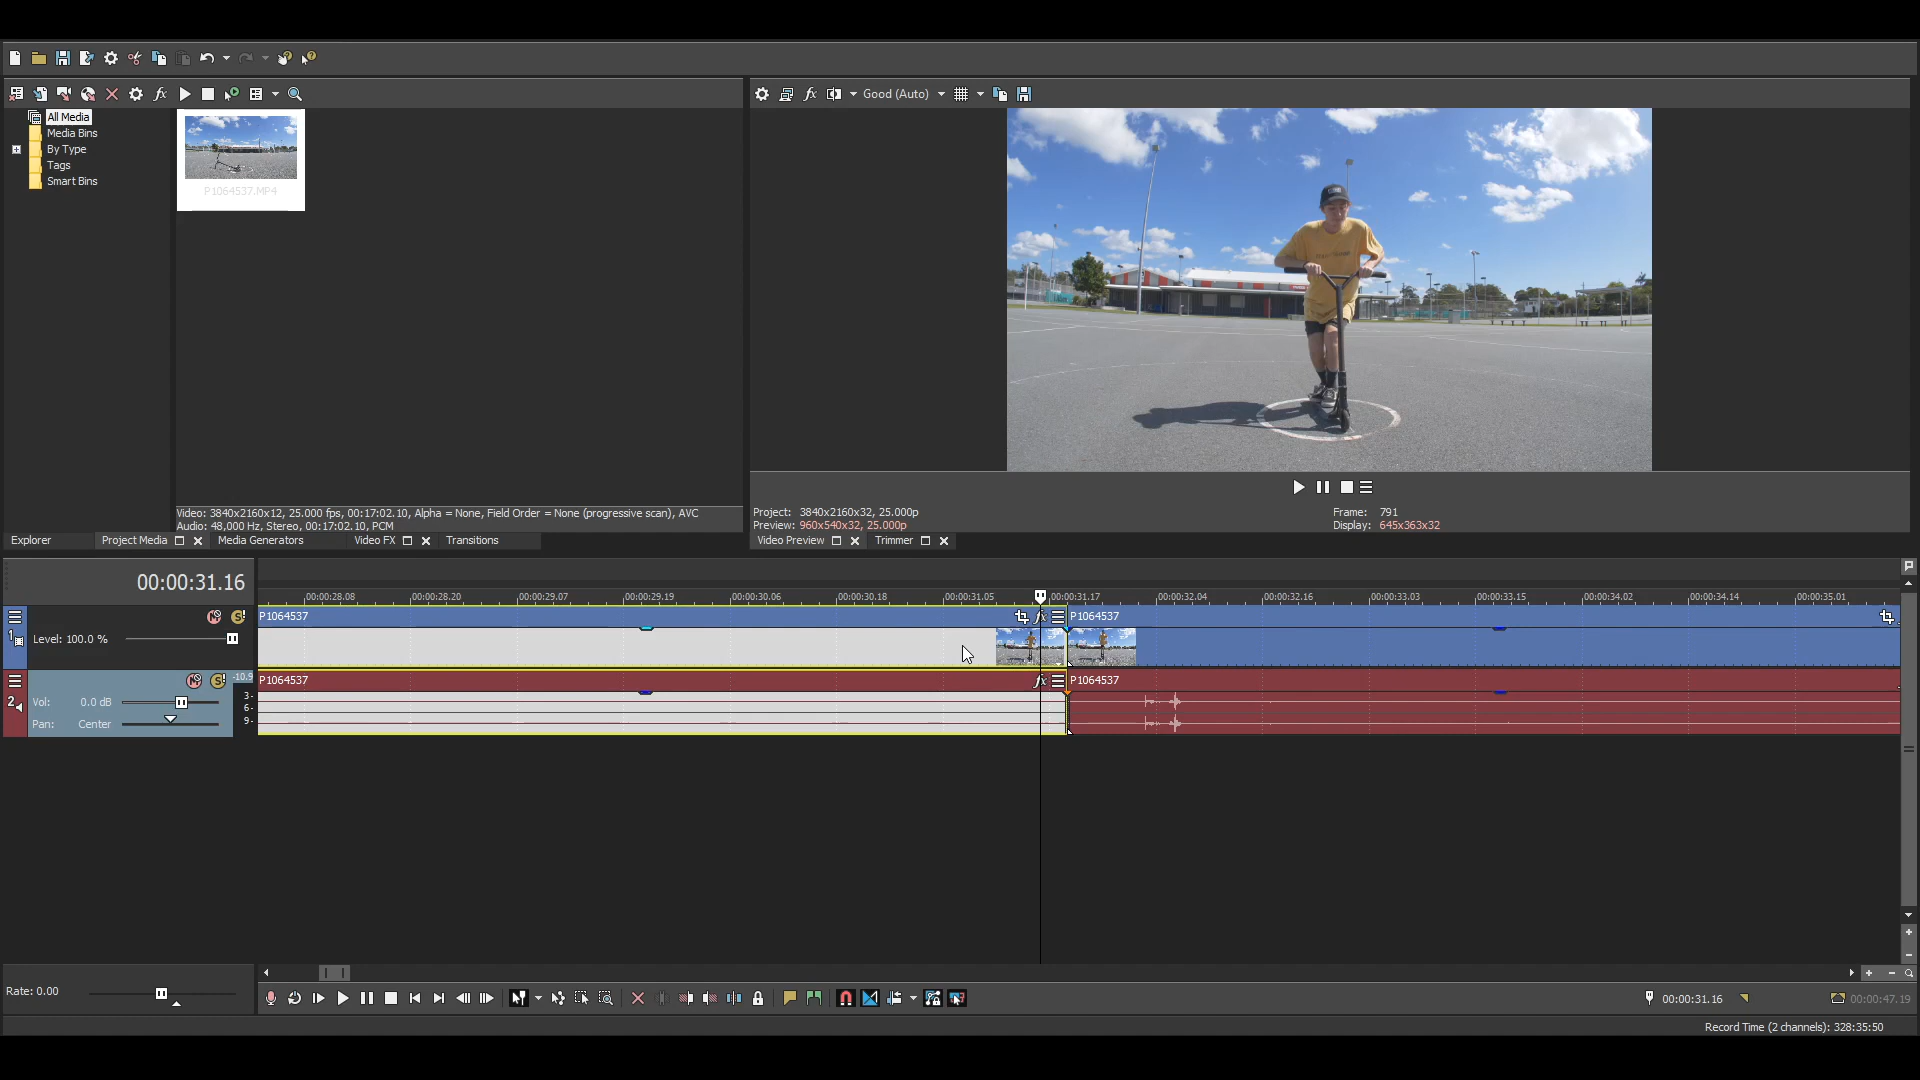 Good (Auto)
All Media
Media Bins
By Type
Tags
Smart Bins
P1064537.MP4
Video: 3840x2160x12, 25.000 fps, 00:17:02.10, Alpha = None, Field Order = None (progressive scan), AVC
Audio: 48,000 Hz, Stereo, 00:17:02.10, PCM
Project: 3840x2160x32, 25.000p
Frame: 791
Preview: 960x540x32, 25.000p
Display: 645x363x32
Explorer
Project Media
Media Generators
Video FX
Transitions
Video Preview
Trimmer
00:00:31.16
00:00:28.08 00:00:28.20 00:00:29.07 00:00:29.19 00:00:30.06 00:00:30.18 00:00:31.05 00:00:31.17 00:00:32.04 00:00:32.16 00:00:33.03 00:00:33.15 00:00:34.02 00:00:34.14 00:00:35.01
P1064537
P1064537
1
Level: 100.0 %
P1064537
P1064537
-10.9
2
Vol: 0.0 dB
Pan: Center
3-
6-
9-
Rate: 0.00
00:00:31.16
00:00:47.19
Record Time (2 channels): 328:35:50